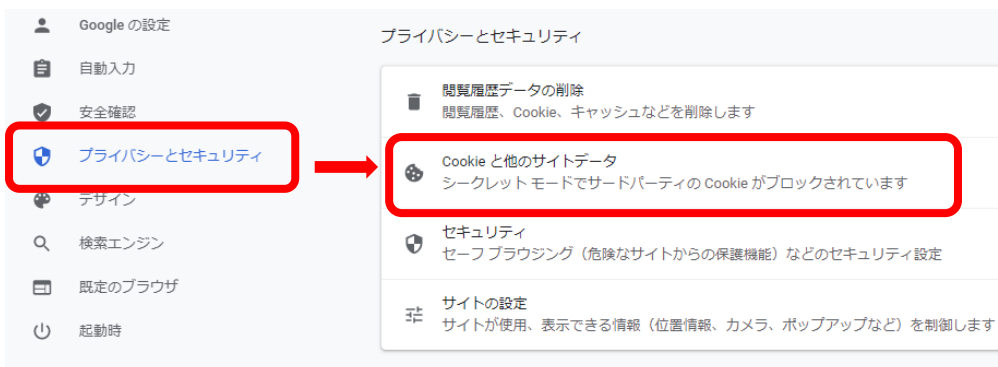 Google の設定
自動入力
安全確認
プライバシーとセキュリティ
デザイン
検索エンジン
既定のブラウザ
起動時
プライバシーとセキュリティ
閲覧履歴データの削除
閲覧履歴、Cookie、キャッシュなどを削除します
Cookie と他のサイトデータ
シークレット モードでサードパーティの Cookie がブロックされています
セキュリティ
セーフ ブラウジング（危険なサイトからの保護機能）などのセキュリティ設定
サイトの設定
サイトが使用、表示できる情報（位置情報、カメラ、ポップアップなど）を制御します